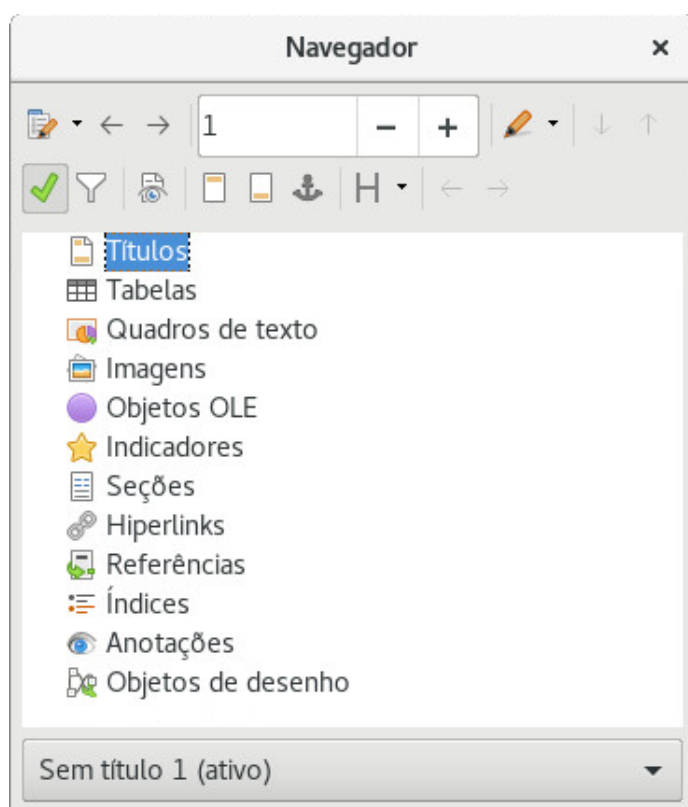 Navegador
1
Títulos
Tabelas
Quadros de texto
Imagens
Objetos OLE
Indicadores
Seções
Hiperlinks
Referências
Índices
Anotações
Objetos de desenho
Sem título 1 (ativo)